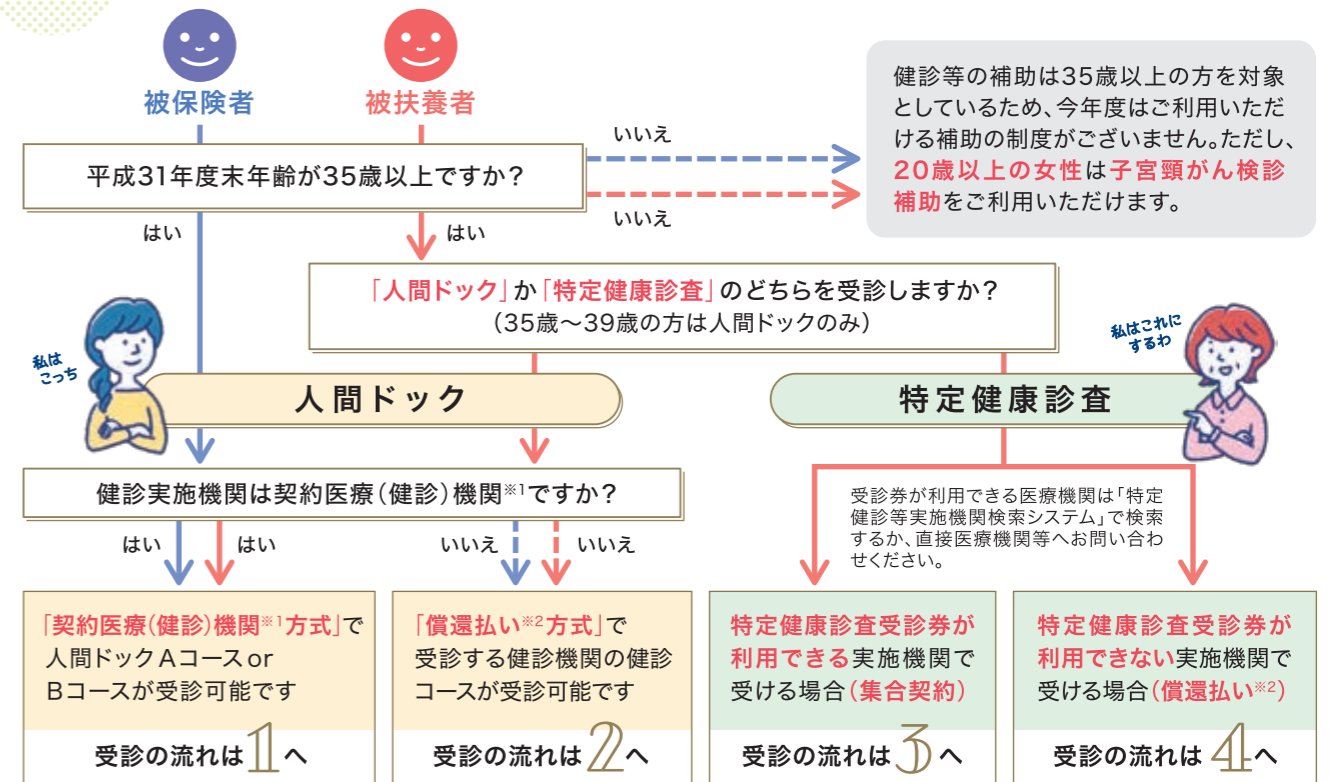 被保険者
被扶養者
健診等の補助は35歳以上の方を対象
としているため、今年度はご利用いただ
ける補助の制度がございません。ただし、
20歳以上の女性は子宮頸がん検診
補助をご利用いただけます。
平成31年度末年齢が35歳以上ですか？
いいえ
いいえ
はい
はい
「人間ドック」か「特定健康診査」のどちらを受診しますか？
（35歳～39歳の方は人間ドックのみ）
私は
こっち
私はこれに
するわ
人間ドック
特定健康診査
健診実施機関は契約医療（健診）機関※1ですか？
はい
はい
いいえ
いいえ
受診券が利用できる医療機関は「特定
健診等実施機関検索システム」で検索
するか、直接医療機関等へお問い合わ
せください。
「契約医療（健診）機関※1方式」で
人間ドックAコースor
Bコースが受診可能です
受診の流れは1へ
「償還払い※2方式」で
受診する健診機関の健診
コースが受診可能です
受診の流れは2へ
特定健康診査受診券が
利用できる実施機関で
受ける場合（集合契約）
受診の流れは3へ
特定健康診査受診券が
利用できない実施機関で
受ける場合（償還払い※2）
受診の流れは4へ